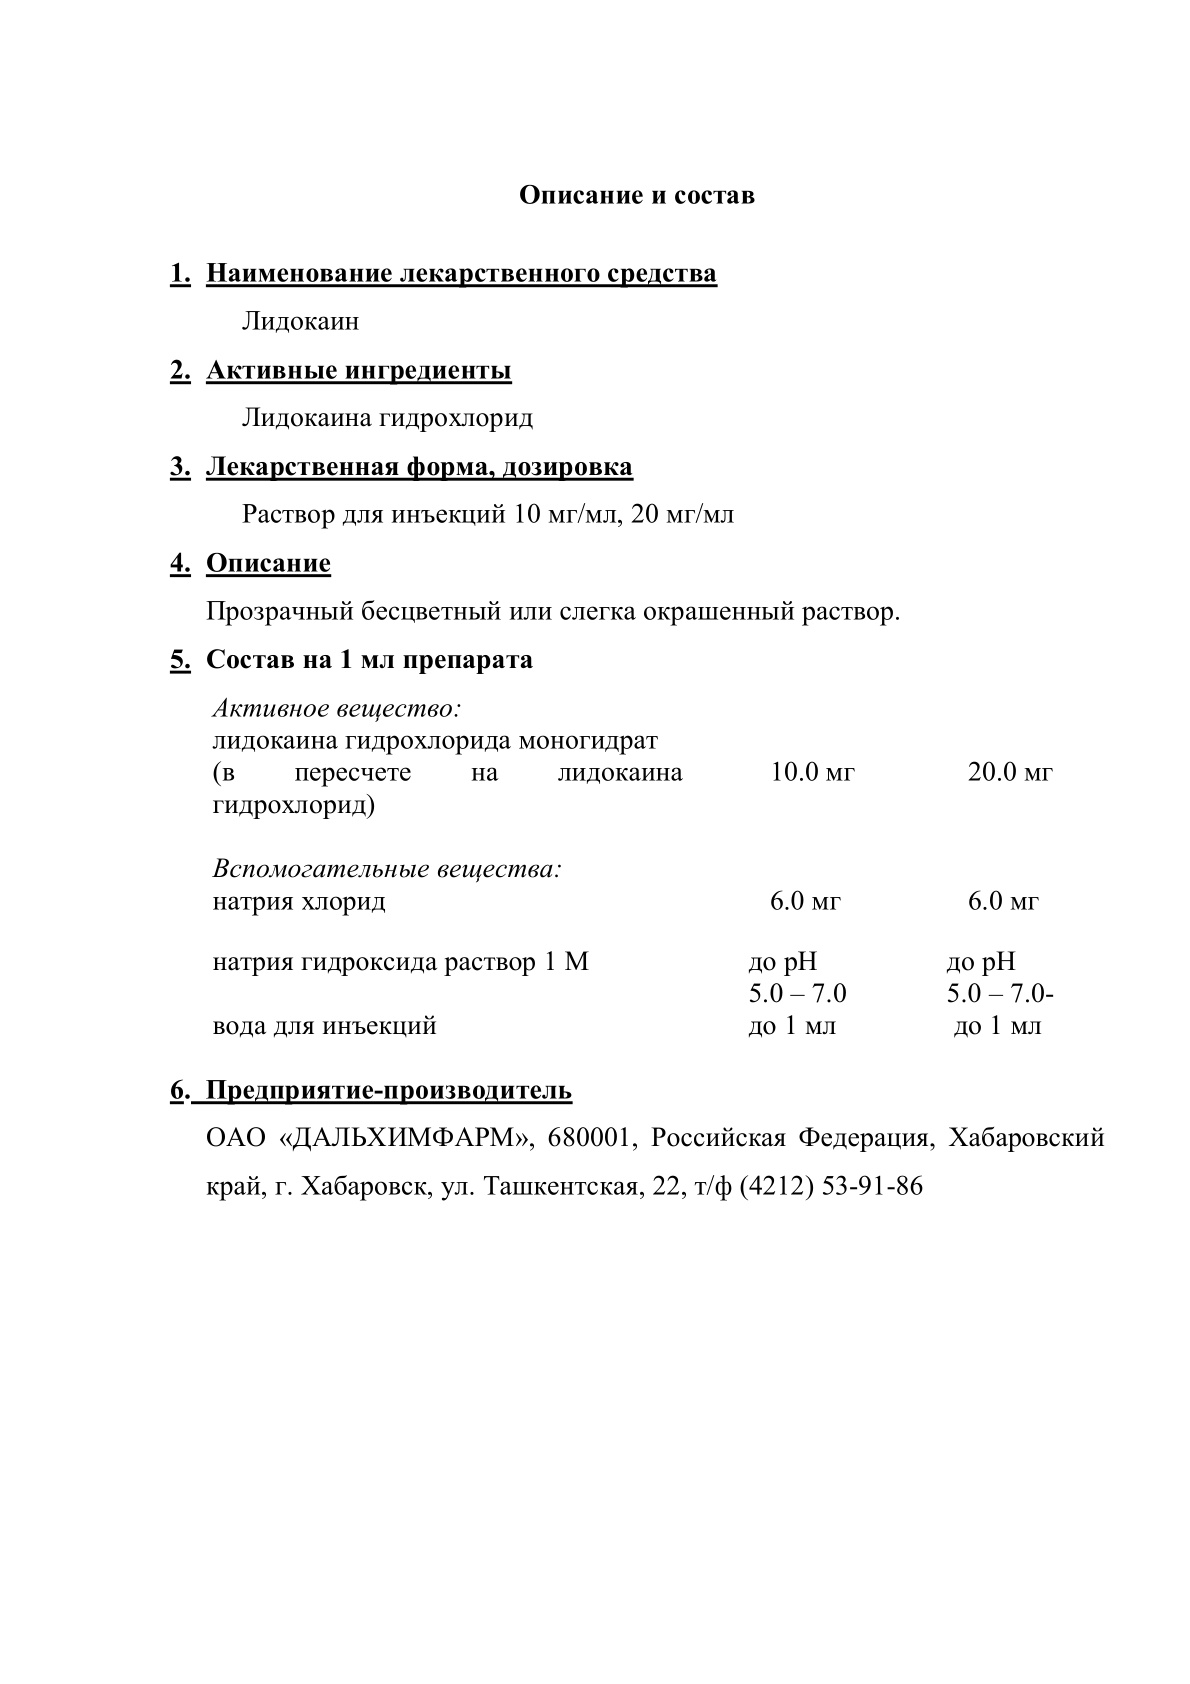 Описание и состав
1. Наименование лекарственного средства
Лидокаин
2. Активные ингредиенты
Лидокаина гидрохлорид
3. Лекарственная форма, дозировка
Раствор для инъекций 10 мг/мл, 20 мг/мл
4. Описание
Прозрачный бесцветный или слегка окрашенный раствор.
5. Состав на 1 мл препарата
Активное вещество:
лидокаина гидрохлорида моногидрат
(в пересчете на лидокаина 10.0 мг 20.0 мг
гидрохлорид)
Вспомогательные вещества:
натрия хлорид 6.0 мг 6.0 мг
натрия гидроксида раствор 1 М до pH до pH
5.0 – 7.0 5.0 – 7.0-
вода для инъекций до 1 мл до 1 мл
6. Предприятие-производитель
ОАО «ДАЛЬХИМФАРМ», 680001, Российская Федерация, Хабаровский
край, г. Хабаровск, ул. Ташкентская, 22, т/ф (4212) 53-91-86